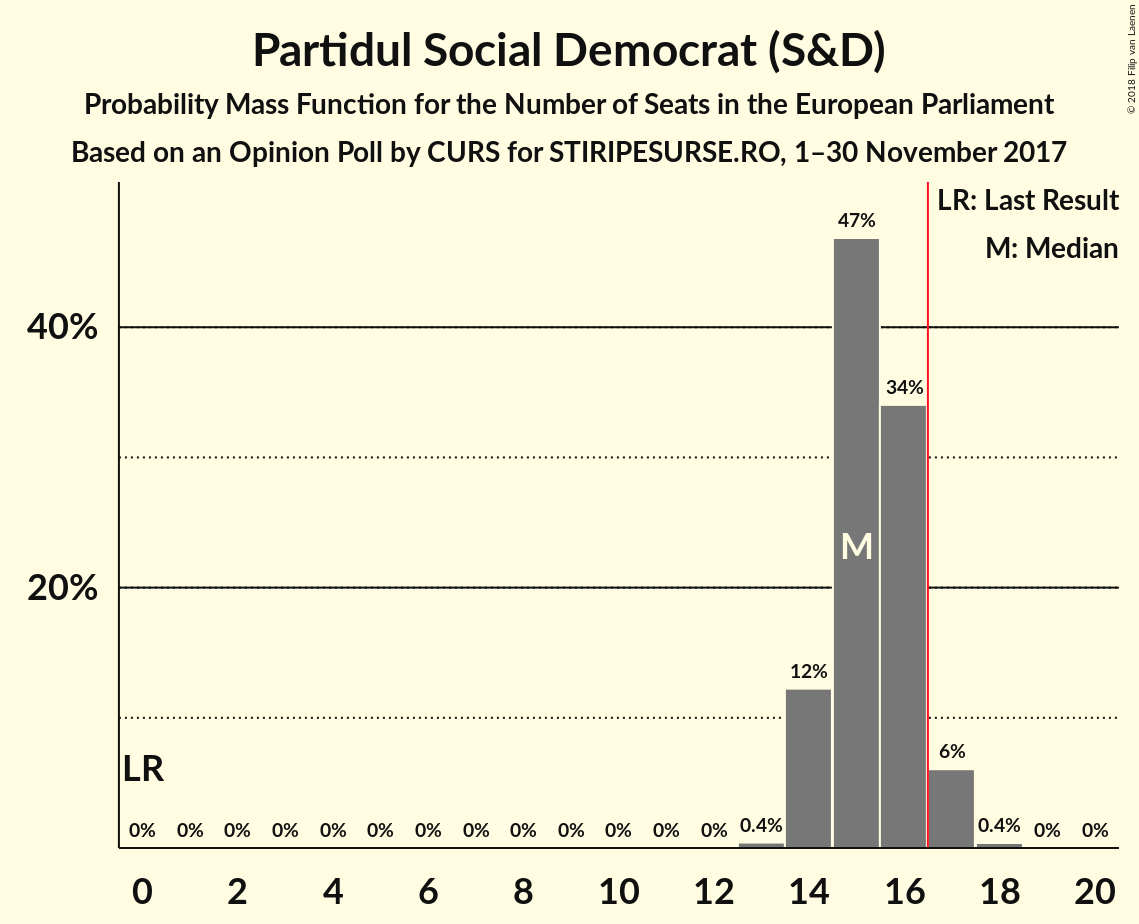 Partidul Social Democrat (S&D)
Probability Mass Function for the Number of Seats in the European Parliament
Based on an Opinion Poll by CURS for STIRIPESURSE.RO, 1–30 November 2017
© 2018 Filip van Laenen
LR: Last Result
M: Median
47%
40%
34%
M
20%
12%
6%
LR
0% 0% 0% 0% 0% 0% 0% 0% 0% 0% 0% 0% 0% 0.4% 0.4% 0% 0%
0 2 4 6 8 10 12 14 16 18 20